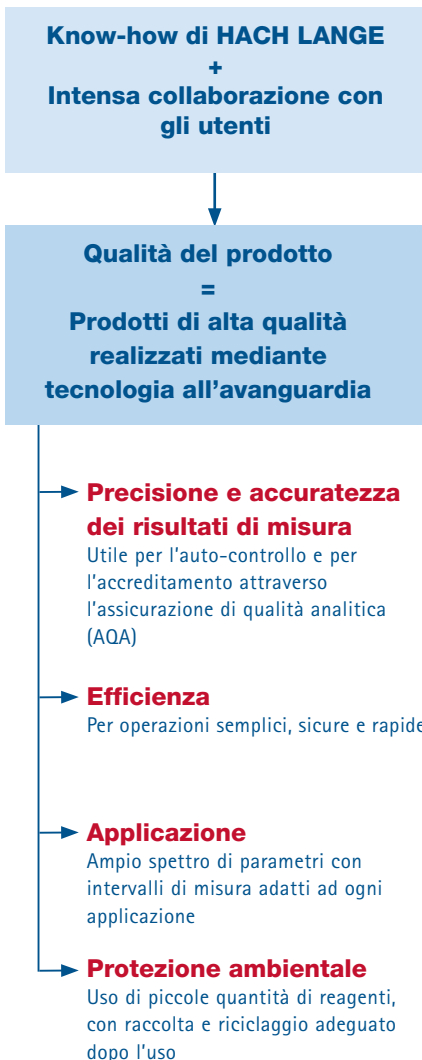 Know-how di HACH LANGE
+
Intensa collaborazione con
gli utenti
Qualità del prodotto
=
Prodotti di alta qualità
realizzati mediante
tecnologia all'avanguardia
Precisione e accuratezza
dei risultati di misura
Utile per l'auto-controllo e per
l'accreditamento attraverso
l'assicurazione di qualità analitica
(AQA)
Efficienza
Per operazioni semplici, sicure e rapide
Applicazione
Ampio spettro di parametri con
intervalli di misura adatti ad ogni
applicazione
Protezione ambientale
Uso di piccole quantità di reagenti,
con raccolta e riciclaggio adeguato
dopo l'uso